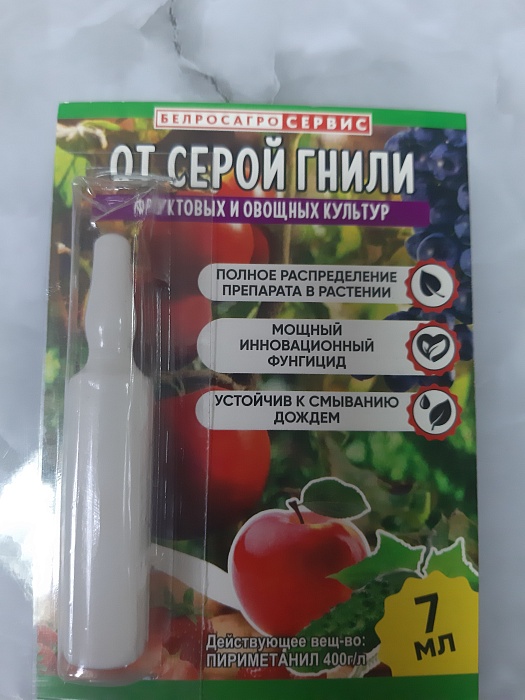 БЕЛРОСАГРОСЕРВИС
ОТ СЕРОЙ ГНИЛИ
ФРУКТОВЫХ И ОВОЩНЫХ КУЛЬТУР
ПОЛНОЕ РАСПРЕДЕЛЕНИЕ
ПРЕПАРАТА В РАСТЕНИИ
МОЩНЫЙ
ИННОВАЦИОННЫЙ
ФУНГИЦИД
УСТОЙЧИВ К СМЫВАНИЮ
ДОЖДЕМ
Действующее вещ-во:
ПИРИМЕТАНИЛ 400г/л
7
МЛ